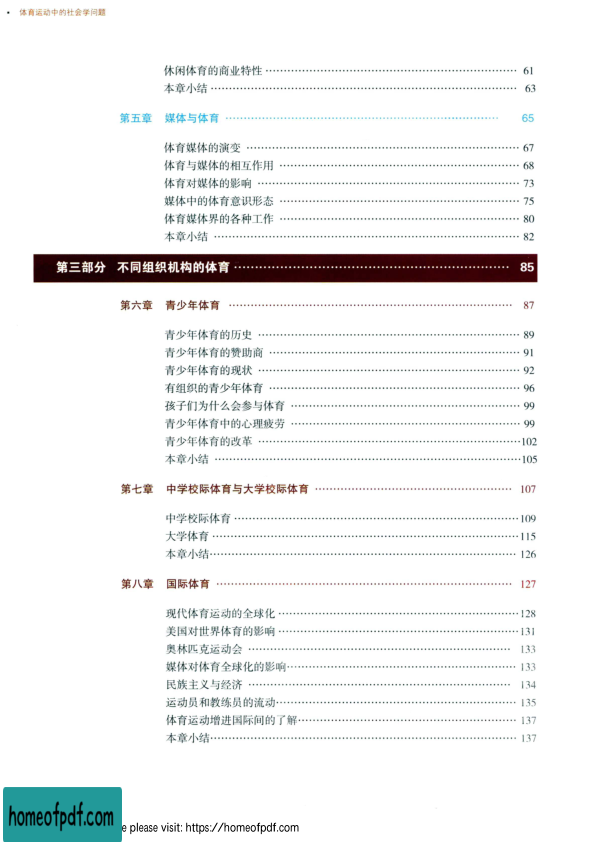 • 体育运动中的社会学问题
休闲体育的商业特性 61
本章小结 63
第五章 媒体与体育 65
体育媒体的演变 67
体育与媒体的相互作用 68
体育对媒体的影响 73
媒体中的体育意识形态 75
体育媒体界的各种工作 80
本章小结 82
第三部分 不同组织机构的体育 85
第六章 青少年体育 87
青少年体育的历史 89
青少年体育的赞助商 91
青少年体育的现状 92
有组织的青少年体育 96
孩子们为什么会参与体育 99
青少年体育中的心理疲劳 99
青少年体育的改革 102
本章小结 105
第七章 中学校际体育与大学校际体育 107
中学校际体育 109
大学体育 115
本章小结 126
第八章 国际体育 127
现代体育运动的全球化 128
美国对世界体育的影响 131
奥林匹克运动会 133
媒体对体育全球化的影响 133
民族主义与经济 134
运动员和教练员的流动 135
体育运动增进国际间的了解 137
本章小结 137
homeofpdf.com
e please visit: https://homeofpdf.com